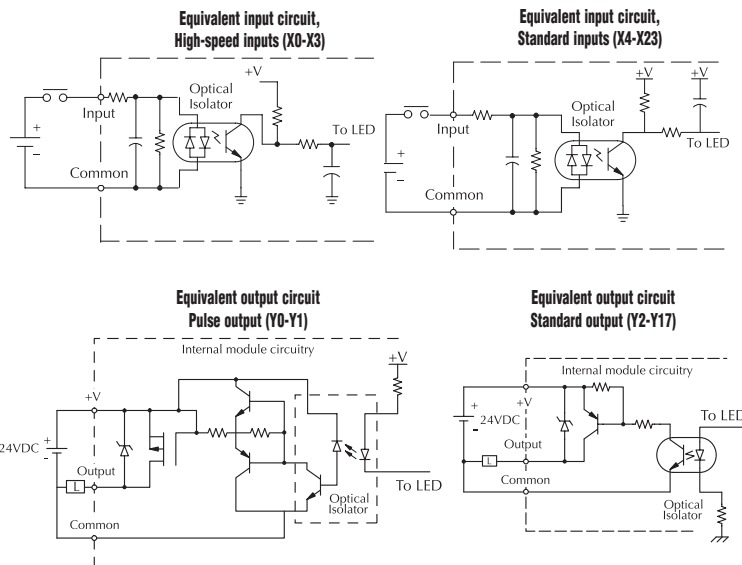 Equivalent input circuit,
High-speed inputs (X0-X3)
+V
Optical
Isolator
Input
To LED
+
–
Common
Equivalent input circuit,
Standard inputs (X4-X23)
+V
+V
Optical
Isolator
Input
To LED
+
–
Common
Equivalent output circuit
Pulse output (Y0-Y1)
Internal module circuitry
+V
+V
24VDC
+
–
Output
L
To LED
Optical
Isolator
Common
Equivalent output circuit
Standard output (Y2-Y17)
Internal module circuitry
+
+V
24VDC
–
To LED
Output
L
Common
Optical
Isolator